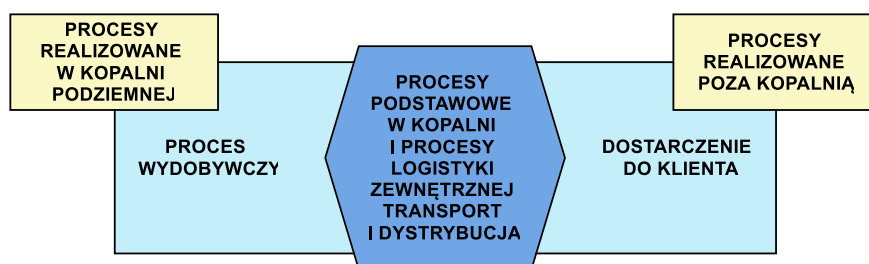 PROCESY
REALIZOWANE
W KOPALNI
PODZIEMNEJ
PROCES
WYDOBYWCZY
PROCESY
PODSTAWOWE
W KOPALNI
I PROCESY
LOGISTYKI
ZEWNĘTRZNEJ
TRANSPORT
I DYSTRYBUCJA
PROCESY
REALIZOWANE
POZA KOPALNIĄ
DOSTARCZENIE
DO KLIENTA